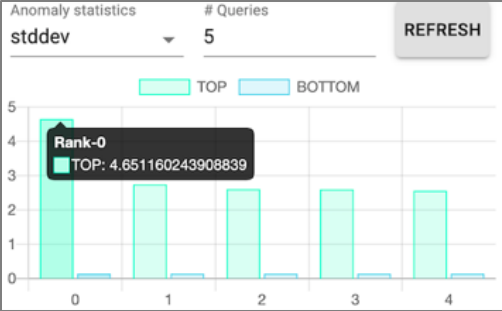 Anomaly statistics # Queries
stddev 5 REFRESH
TOP BOTTOM
5
4
Rank-0
TOP: 4.651160243908839
3
2
1
0
0 1 2 3 4